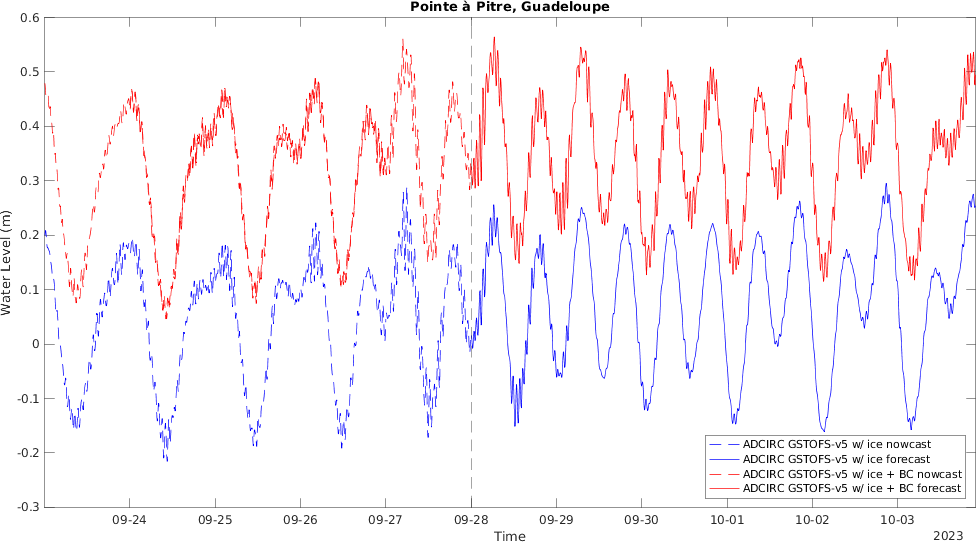 Pointe à Pitre, Guadeloupe
0.6
0.5
0.4
0.3
0.2
0.1
0
-0.1
-0.2
-0.3
Water Level (m)
ADCIRC GSTOFS-v5 w/ ice nowcast
ADCIRC GSTOFS-v5 w/ ice forecast
ADCIRC GSTOFS-v5 w/ ice + BC nowcast
ADCIRC GSTOFS-v5 w/ ice + BC forecast
09-24 09-25 09-26 09-27 09-28 09-29 09-30 10-01 10-02 10-03
Time
2023